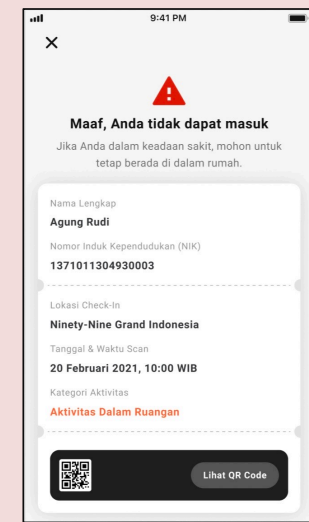 9:41 PM
Maaf, Anda tidak dapat masuk
Jika Anda dalam keadaan sakit, mohon untuk
tetap berada di dalam rumah.
Nama Lengkap
Agung Rudi
Nomor Induk Kependudukan (NIK)
1371011304930003
Lokasi Check-In
Ninety-Nine Grand Indonesia
Tanggal & Waktu Scan
20 Februari 2021, 10:00 WIB
Kategori Aktivitas
Aktivitas Dalam Ruangan
Lihat QR Code